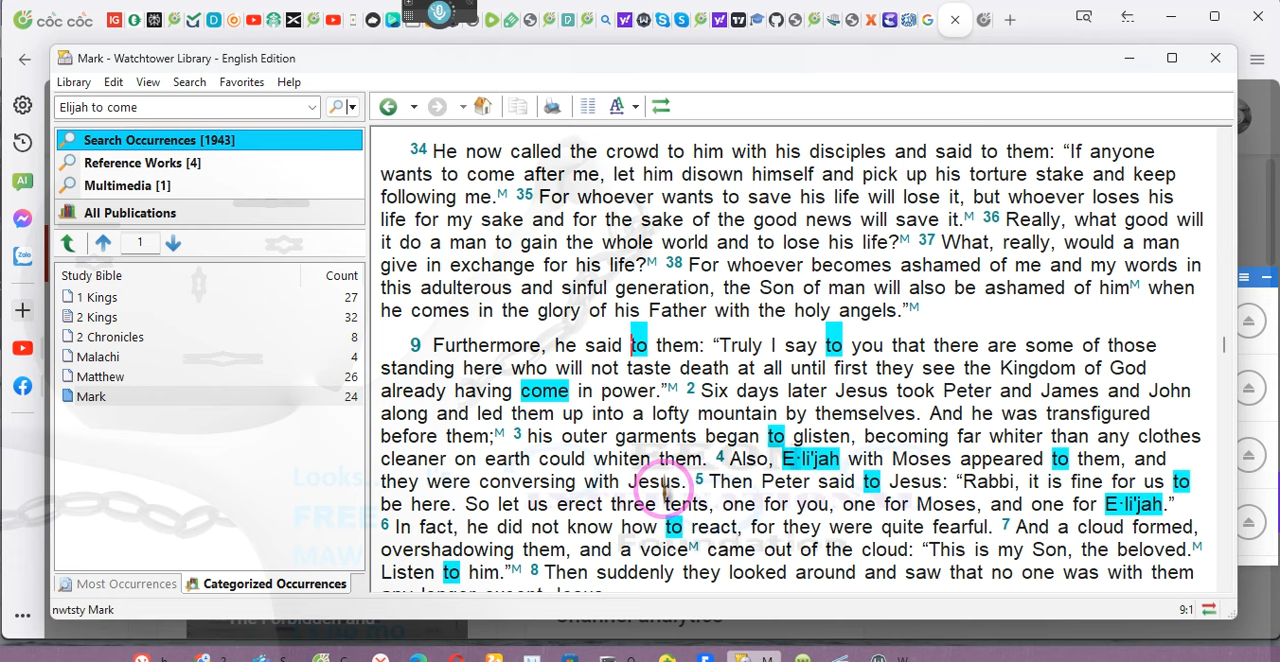 cốc cốc
Mark - Watchtower Library - English Edition
Library Edit View Search Favorites Help
Elijah to come
Search Occurrences [1943]
Reference Works [4]
Multimedia [1]
All Publications
1
Study Bible Count
1 Kings 27
2 Kings 32
2 Chronicles 8
Malachi 4
Matthew 26
Mark 24
Most Occurrences Categorized Occurrences
nwtsty Mark
34 He now called the crowd to him with his disciples and said to them: “If anyone
wants to come after me, let him disown himself and pick up his torture stake and keep
following me.M 35 For whoever wants to save his life will lose it, but whoever loses his
life for my sake and for the sake of the good news will save it.M 36 Really, what good will
it do a man to gain the whole world and to lose his life?M 37 What, really, would a man
give in exchange for his life?M 38 For whoever becomes ashamed of me and my words in
this adulterous and sinful generation, the Son of man will also be ashamed of himM when
he comes in the glory of his Father with the holy angels.”M
9 Furthermore, he said to them: “Truly I say to you that there are some of those
standing here who will not taste death at all until first they see the Kingdom of God
already having come in power.”M 2 Six days later Jesus took Peter and James and John
along and led them up into a lofty mountain by themselves. And he was transfigured
before them;M 3 his outer garments began to glisten, becoming far whiter than any clothes
cleaner on earth could whiten them. 4 Also, E·li′jah with Moses appeared to them, and
they were conversing with Jesus. 5 Then Peter said to Jesus: “Rabbi, it is fine for us to
be here. So let us erect three tents, one for you, one for Moses, and one for E·li′jah.”
6 In fact, he did not know how to react, for they were quite fearful. 7 And a cloud formed,
overshadowing them, and a voiceM came out of the cloud: “This is my Son, the beloved.M
Listen to him.”M 8 Then suddenly they looked around and saw that no one was with them
9:1
AI
Zalo
Looks
FREE
MAW
Foundation